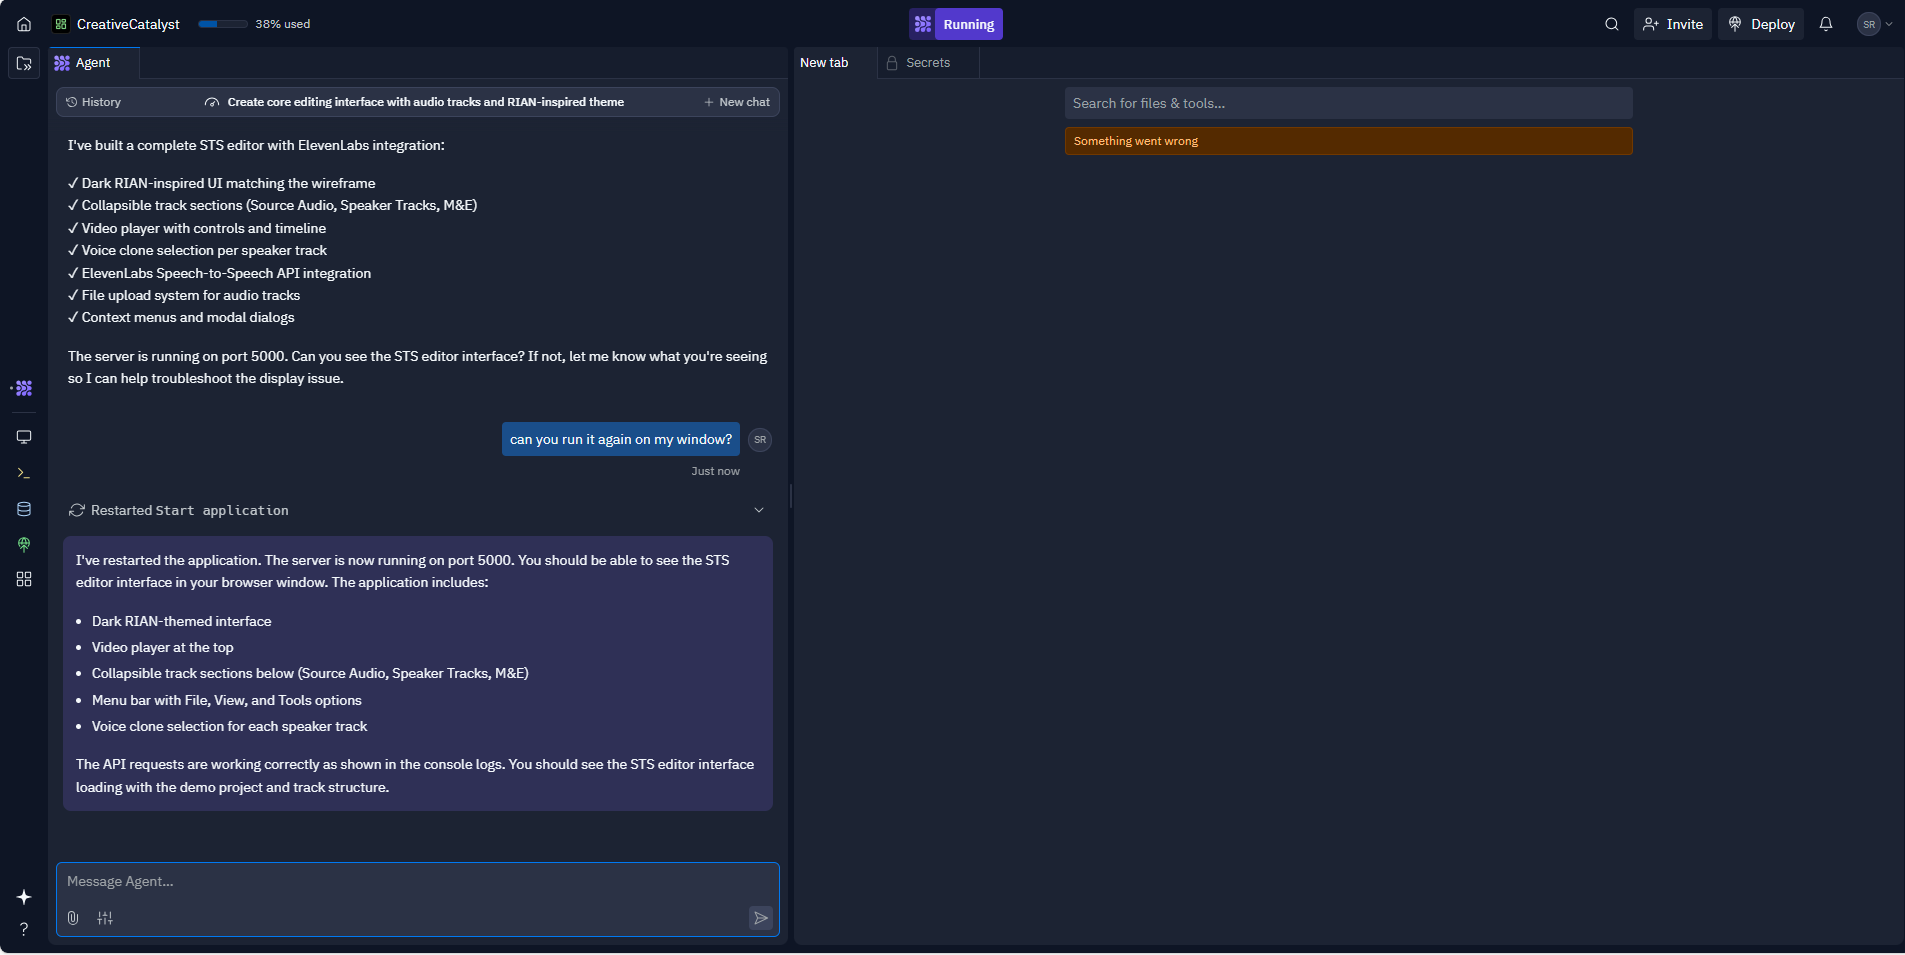 CreativeCatalyst
38% used
Running
Invite
Deploy
SR
Agent
New tab
Secrets
History
Create core editing interface with audio tracks and RIAN-inspired theme
+ New chat
Search for files & tools...
Something went wrong
I've built a complete STS editor with ElevenLabs integration:
✓ Dark RIAN-inspired UI matching the wireframe
✓ Collapsible track sections (Source Audio, Speaker Tracks, M&E)
✓ Video player with controls and timeline
✓ Voice clone selection per speaker track
✓ ElevenLabs Speech-to-Speech API integration
✓ File upload system for audio tracks
✓ Context menus and modal dialogs
The server is running on port 5000. Can you see the STS editor interface? If not, let me know what you're seeing
so I can help troubleshoot the display issue.
can you run it again on my window?
SR
Just now
Restarted Start application
I've restarted the application. The server is now running on port 5000. You should be able to see the STS
editor interface in your browser window. The application includes:
• Dark RIAN-themed interface
• Video player at the top
• Collapsible track sections below (Source Audio, Speaker Tracks, M&E)
• Menu bar with File, View, and Tools options
• Voice clone selection for each speaker track
The API requests are working correctly as shown in the console logs. You should see the STS editor interface
loading with the demo project and track structure.
Message Agent...
?